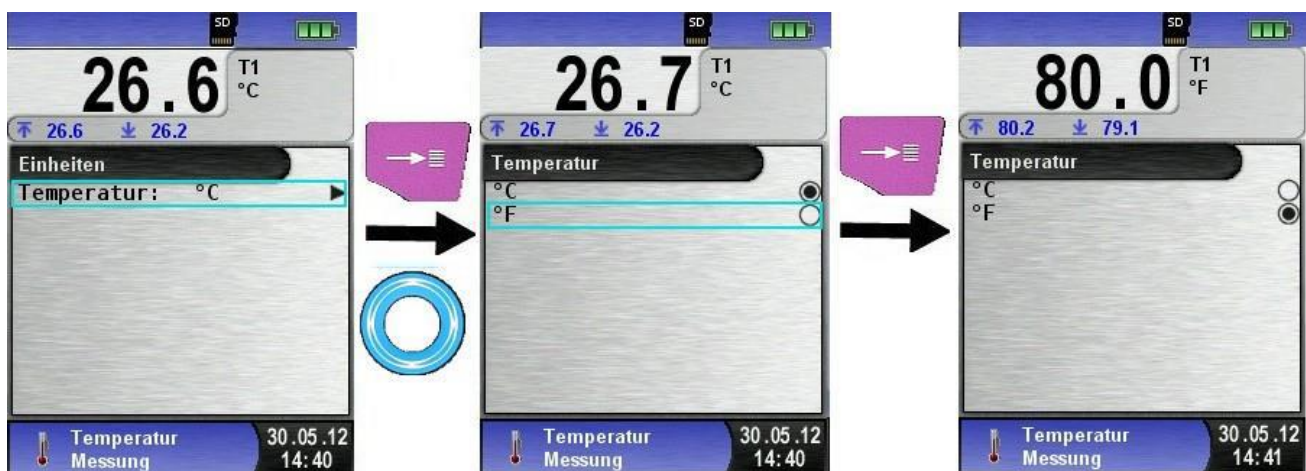 SD
26.6 T1
°C
26.6 26.2
Einheiten
Temperatur: °C
Temperatur 30.05.12
Messung 14:40
SD
26.7 T1
°C
26.7 26.2
Temperatur
°C
°F
Temperatur 30.05.12
Messung 14:40
SD
80.0 T1
°F
80.2 79.1
Temperatur
°C
°F
Temperatur 30.05.12
Messung 14:41